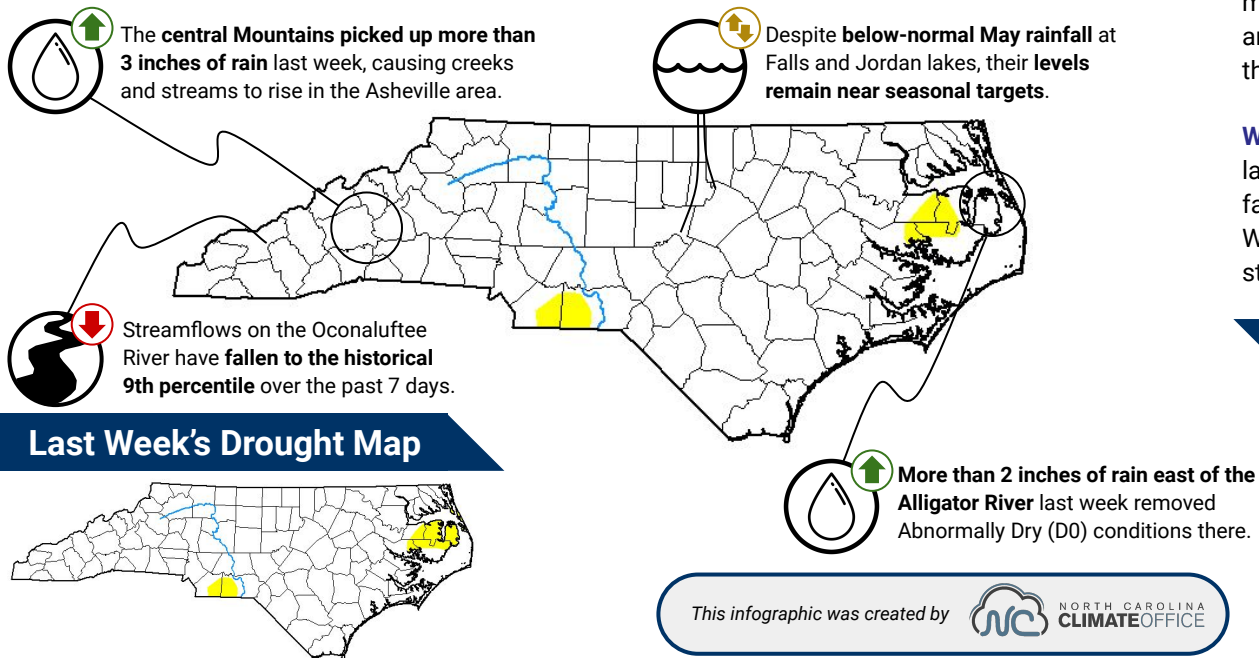 The central Mountains picked up more than
3 inches of rain last week, causing creeks
and streams to rise in the Asheville area.
Despite below-normal May rainfall at
Falls and Jordan lakes, their levels
remain near seasonal targets.
Streamflows on the Oconaluftee
River have fallen to the historical
9th percentile over the past 7 days.
Last Week's Drought Map
More than 2 inches of rain east of the
Alligator River last week removed
Abnormally Dry (D0) conditions there.
This infographic was created by
NC
NORTH CAROLINA
CLIMATEOFFICE